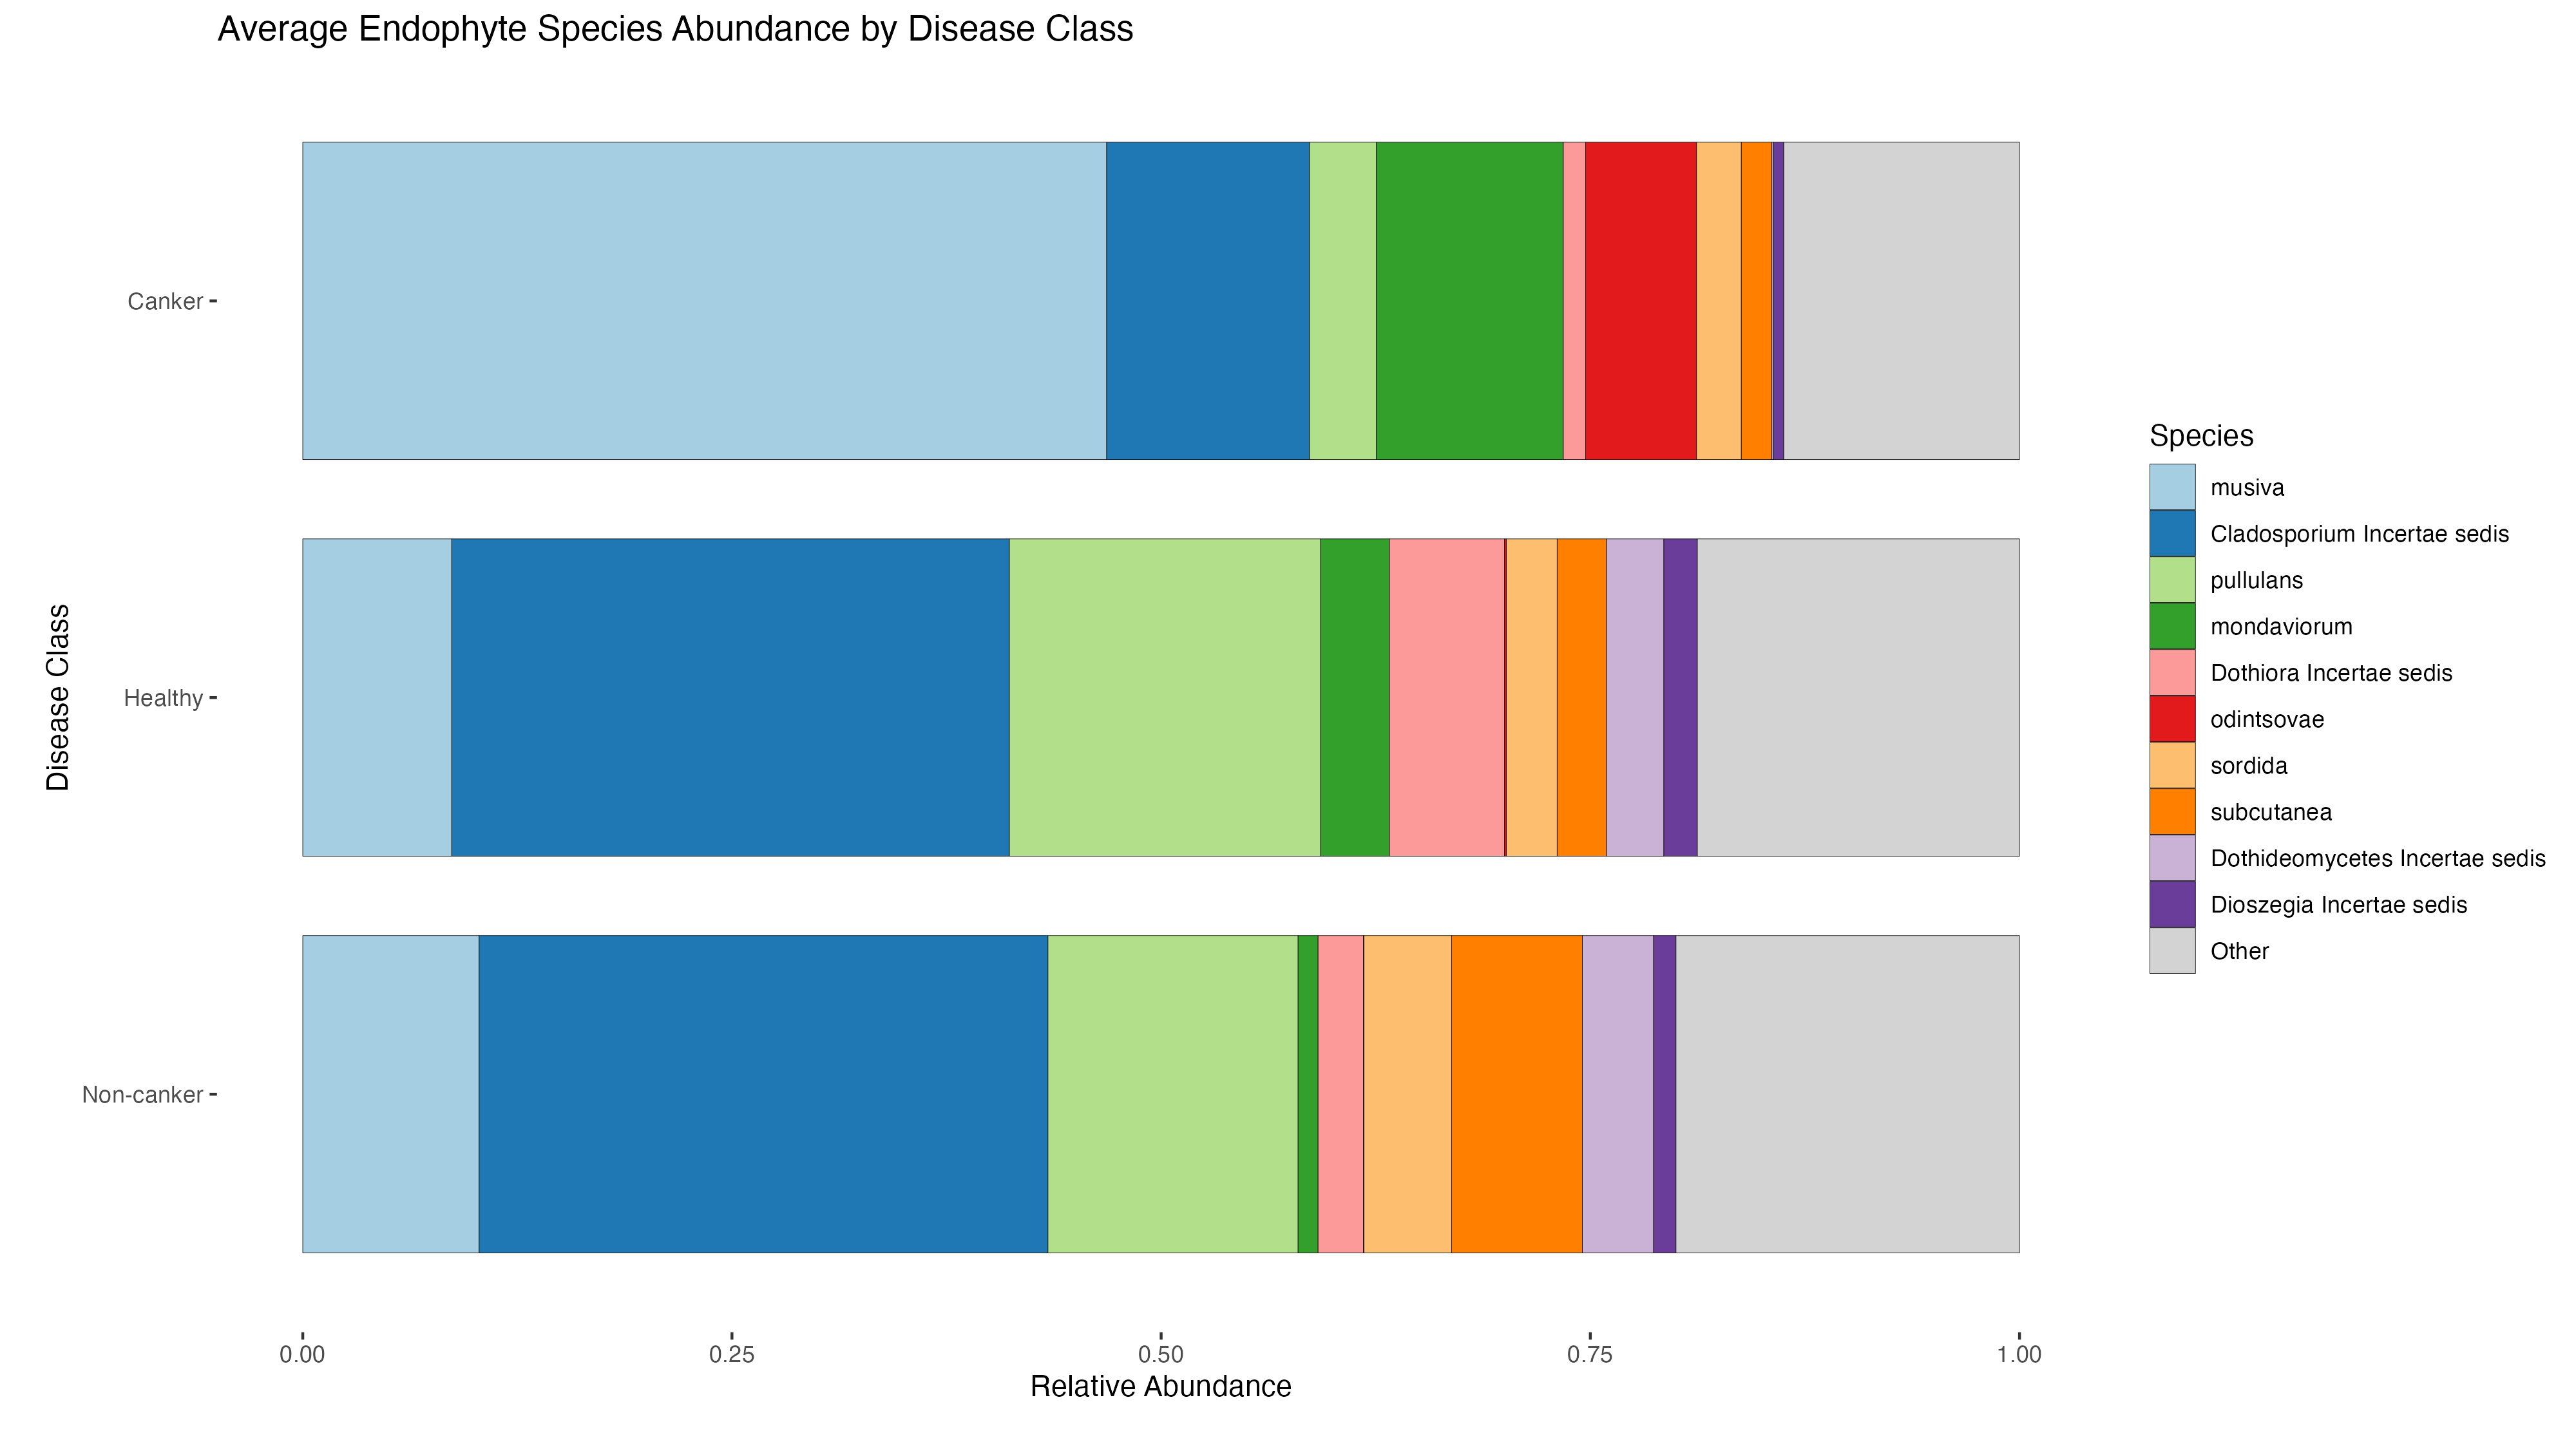 Average Endophyte Species Abundance by Disease Class
Canker
Healthy
Non-canker
Disease Class
0.00
0.25
0.50
0.75
1.00
Relative Abundance
Species
musiva
Cladosporium Incertae sedis
pullulans
mondaviorum
Dothiora Incertae sedis
odintsovae
sordida
subcutanea
Dothideomycetes Incertae sedis
Dioszegia Incertae sedis
Other